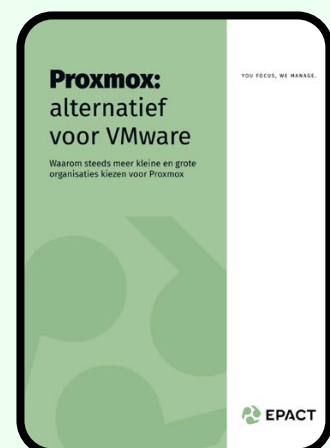 Proxmox:
alternatief
voor VMware
Waarom steeds meer kleine en grote
organisaties kiezen voor Proxmox
YOU FOCUS, WE MANAGE.
EPACT